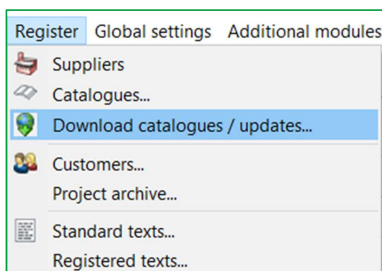 Register Global settings Additional modules
Suppliers
Catalogues...
Download catalogues / updates...
Customers...
Project archive...
Standard texts...
Registered texts...